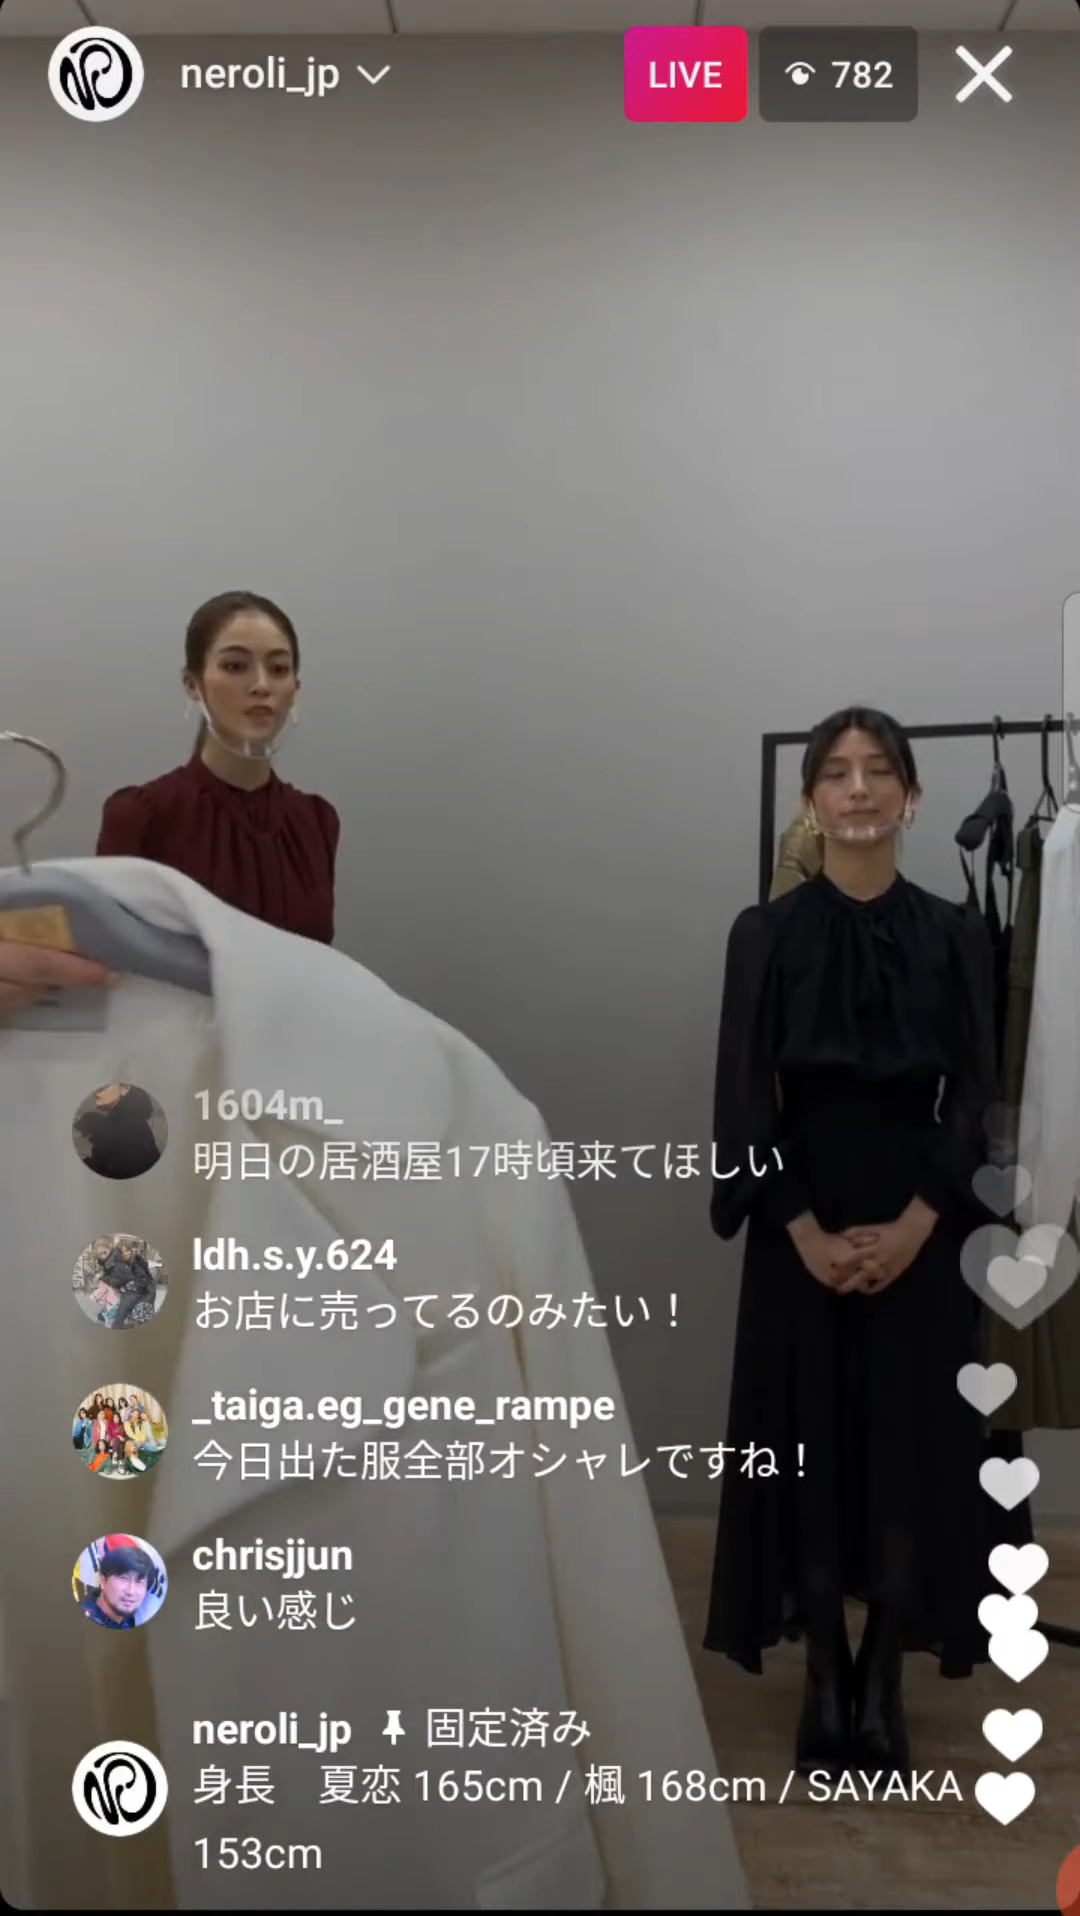 neroli_jp
LIVE
782
1604m_
明日の居酒屋17時頃来てほしい
ldh.s.y.624
お店に売ってるのみたい！
_taiga.eg_gene_rampe
今日出た服全部オシャレですね！
chrisjjun
良い感じ
neroli_jp 固定済み
身長　夏恋 165cm / 楓 168cm / SAYAKA
153cm